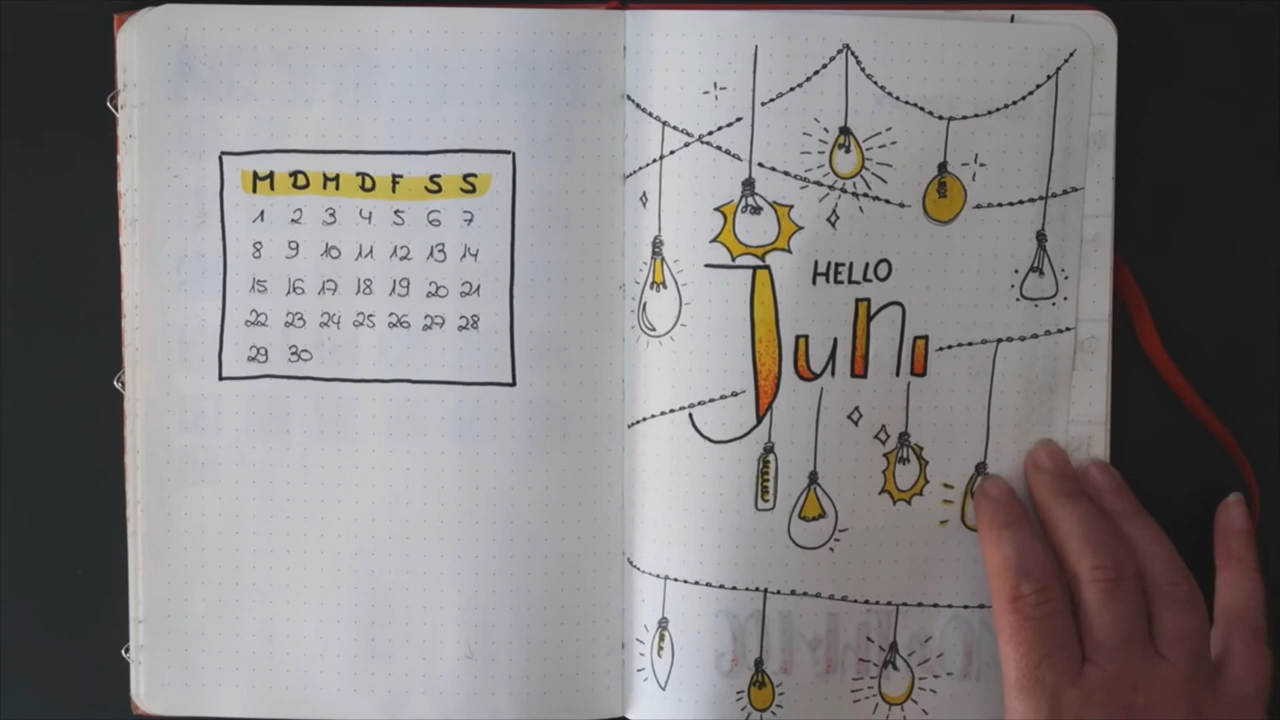 M D M D F S S
1 2 3 4 5 6 7
8 9 10 11 12 13 14
15 16 17 18 19 20 21
22 23 24 25 26 27 28
29 30
HELLO
Juni